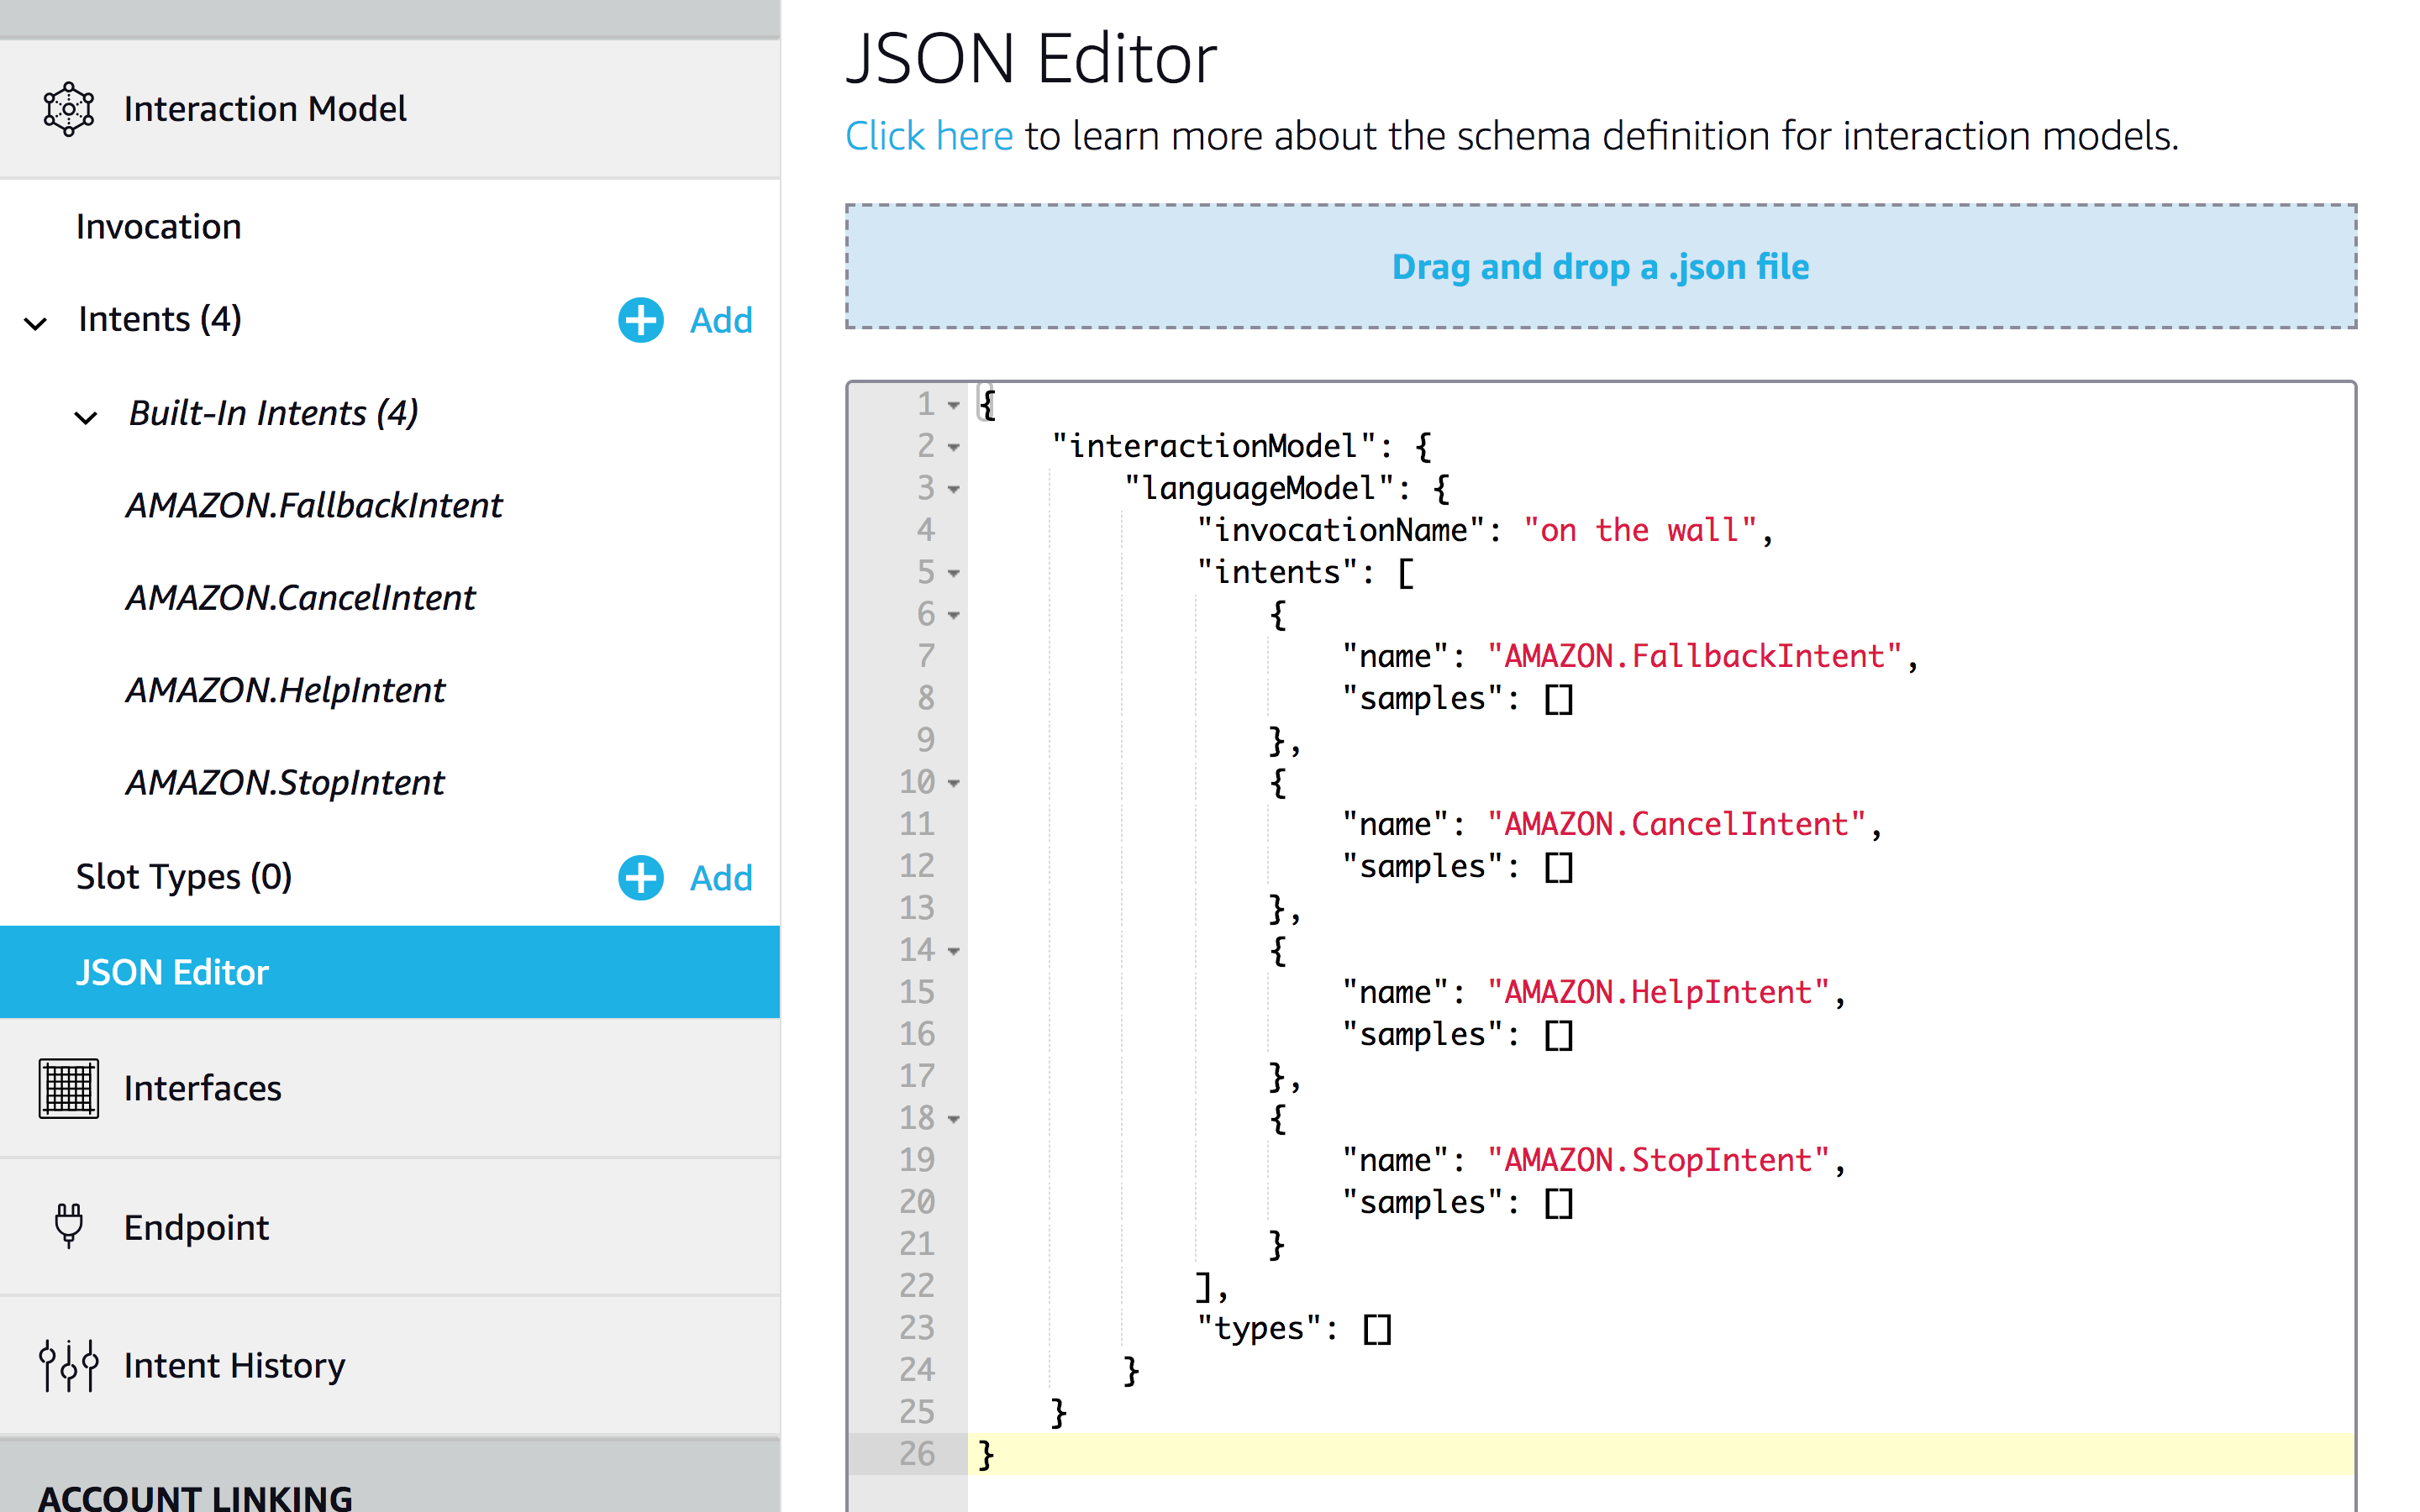 Interaction Model
Invocation
Intents (4)
Add
Built-In Intents (4)
AMAZON.FallbackIntent
AMAZON.CancelIntent
AMAZON.HelpIntent
AMAZON.StopIntent
Slot Types (0)
Add
JSON Editor
Interfaces
Endpoint
Intent History
ACCOUNT LINKING
JSON Editor
Click here to learn more about the schema definition for interaction models.
Drag and drop a .json file
1 {
2 "interactionModel": {
3 "languageModel": {
4 "invocationName": "on the wall",
5 "intents": [
6 {
7 "name": "AMAZON.FallbackIntent",
8 "samples": []
9 },
10 {
11 "name": "AMAZON.CancelIntent",
12 "samples": []
13 },
14 {
15 "name": "AMAZON.HelpIntent",
16 "samples": []
17 },
18 {
19 "name": "AMAZON.StopIntent",
20 "samples": []
21 }
22 ],
23 "types": []
24 }
25 }
26 }